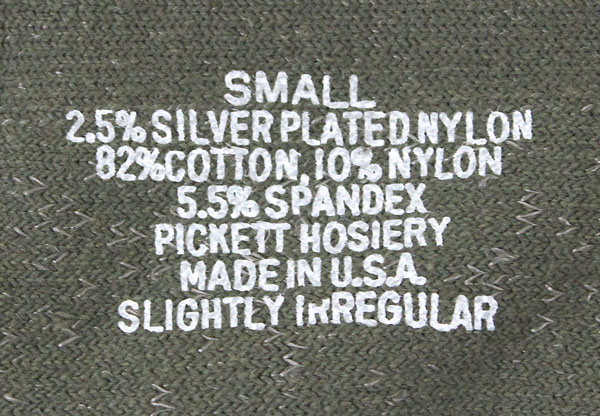 SMALL
2.5% SILVER PLATED NYLON
82% COTTON, 10% NYLON
5.5% SPANDEX
PICKETT HOSIERY
MADE IN U.S.A.
SLIGHTLY IRREGULAR